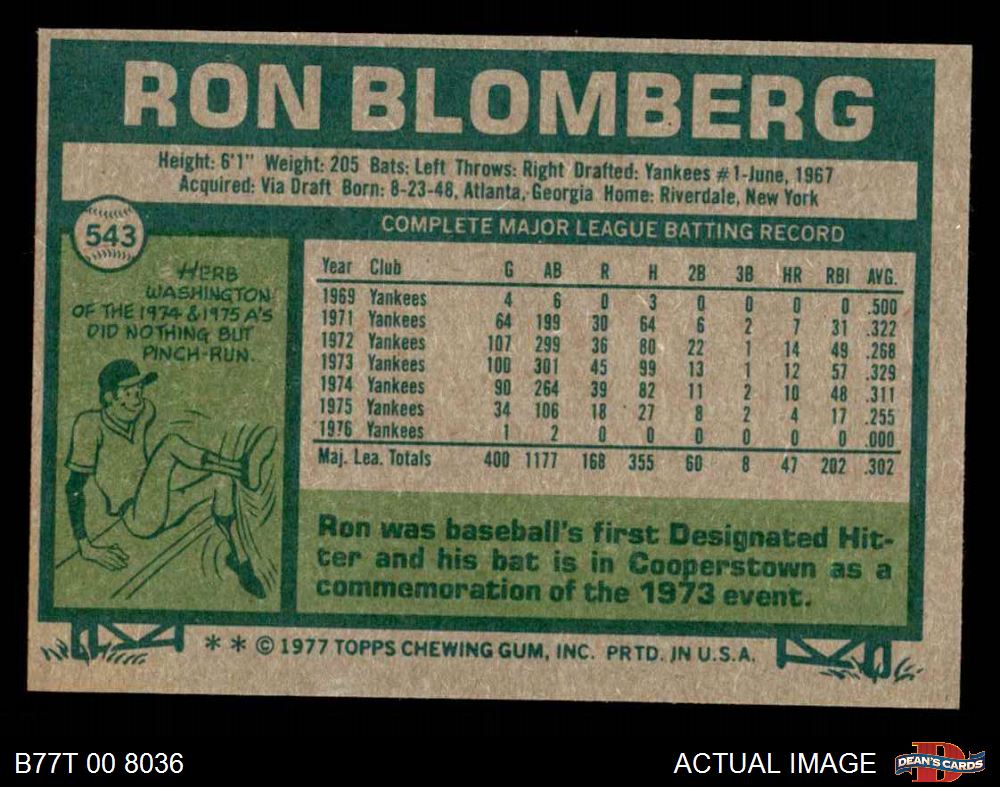 RON BLOMBERG
Height: 6'1" Weight: 205 Bats: Left Throws: Right Drafted: Yankees #1-June, 1967
Acquired: Via Draft Born: 8-23-48, Atlanta, Georgia Home: Riverdale, New York
543
COMPLETE MAJOR LEAGUE BATTING RECORD
HERB
WASHINGTON
OF THE 1974 & 1975 A'S
DID NOTHING BUT
PINCH-RUN.
Year Club G AB R H 2B 3B HR RBI AVG.
1969 Yankees 4 6 0 3 0 0 0 0 .500
1971 Yankees 64 199 30 64 6 2 7 31 .322
1972 Yankees 107 299 36 80 22 1 14 49 .268
1973 Yankees 100 301 45 99 13 1 12 57 .329
1974 Yankees 90 264 39 82 11 2 10 48 .311
1975 Yankees 34 106 18 27 8 2 4 17 .255
1976 Yankees 1 2 0 0 0 0 0 0 .000
Maj. Lea. Totals 400 1177 168 355 60 8 47 202 .302
Ron was baseball's first Designated Hit-
ter and his bat is in Cooperstown as a
commemoration of the 1973 event.
* * © 1977 TOPPS CHEWING GUM, INC. PRTD. IN U.S.A.
B77T 00 8036
ACTUAL IMAGE
DEAN'S CARDS